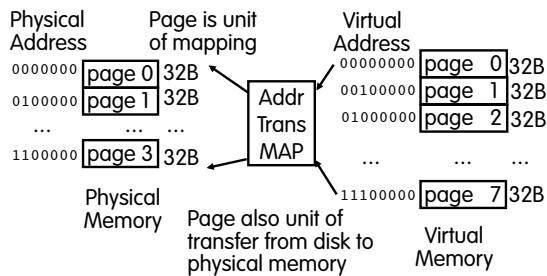 Physical
Address
0000000 page 0 32B
0100000 page 1 32B
... ... ...
1100000 page 3 32B
Physical
Memory
Page is unit
of mapping
Addr
Trans
MAP
Page also unit of
transfer from disk to
physical memory
Virtual
Address
00000000 page 0 32B
00100000 page 1 32B
01000000 page 2 32B
... ... ...
11100000 page 7 32B
Virtual
Memory